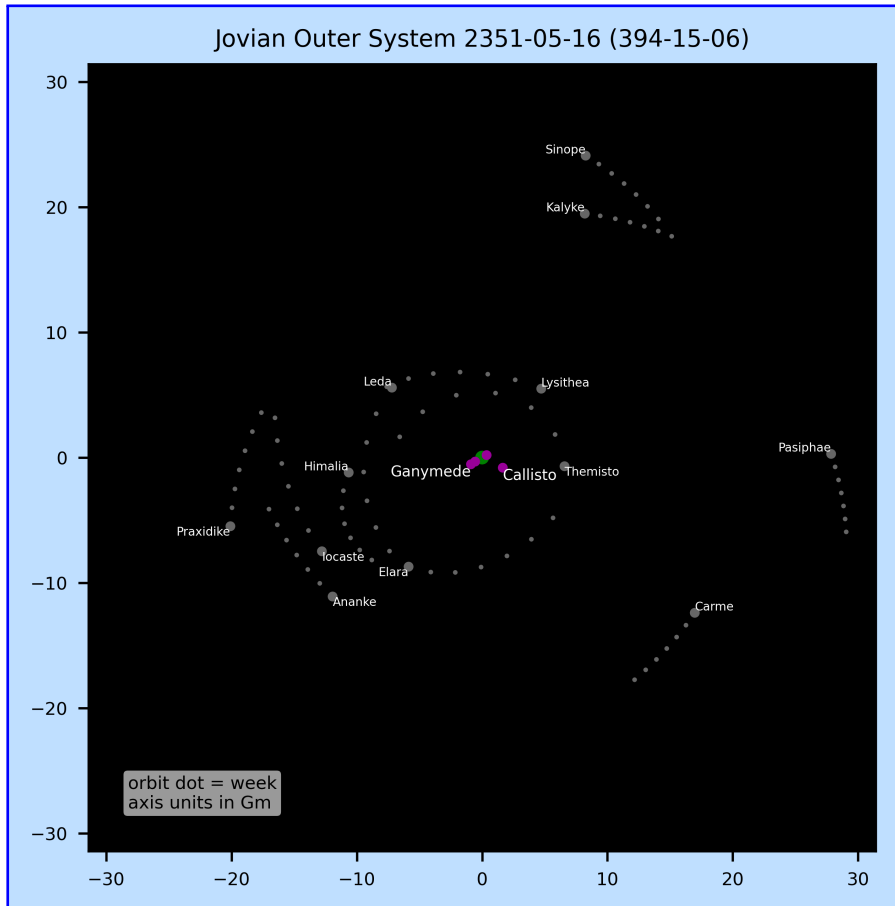 Jovian Outer System 2351-05-16 (394-15-06)
30
20
10
0
−10
−20
−30
Sinope
Kalyke
Leda
Lysithea
Pasiphae
Himalia
Ganymede
Callisto
Themisto
Praxidike
Iocaste
Elara
Ananke
Carme
orbit dot = week
axis units in Gm
−30 −20 −10 0 10 20 30